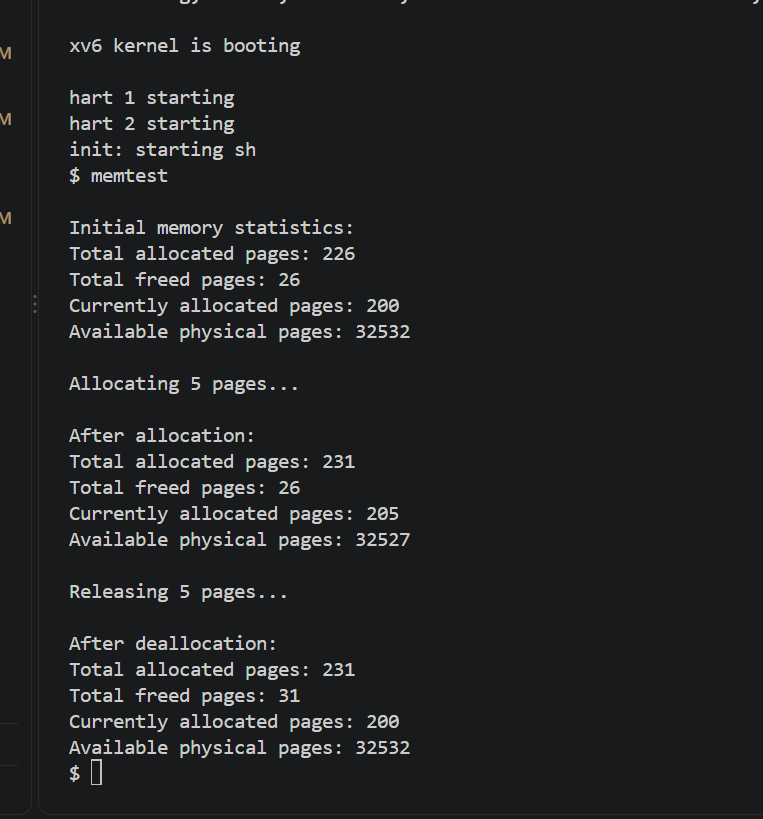 xv6 kernel is booting
hart 1 starting
hart 2 starting
init: starting sh
$ memtest
Initial memory statistics:
Total allocated pages: 226
Total freed pages: 26
Currently allocated pages: 200
Available physical pages: 32532
Allocating 5 pages...
After allocation:
Total allocated pages: 231
Total freed pages: 26
Currently allocated pages: 205
Available physical pages: 32527
Releasing 5 pages...
After deallocation:
Total allocated pages: 231
Total freed pages: 31
Currently allocated pages: 200
Available physical pages: 32532
$
M
M
M